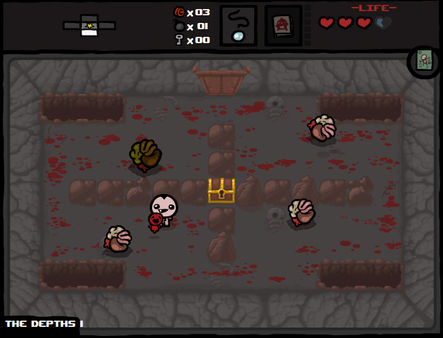 x03
x01
x00
—LIFE—
THE DEPTHS I